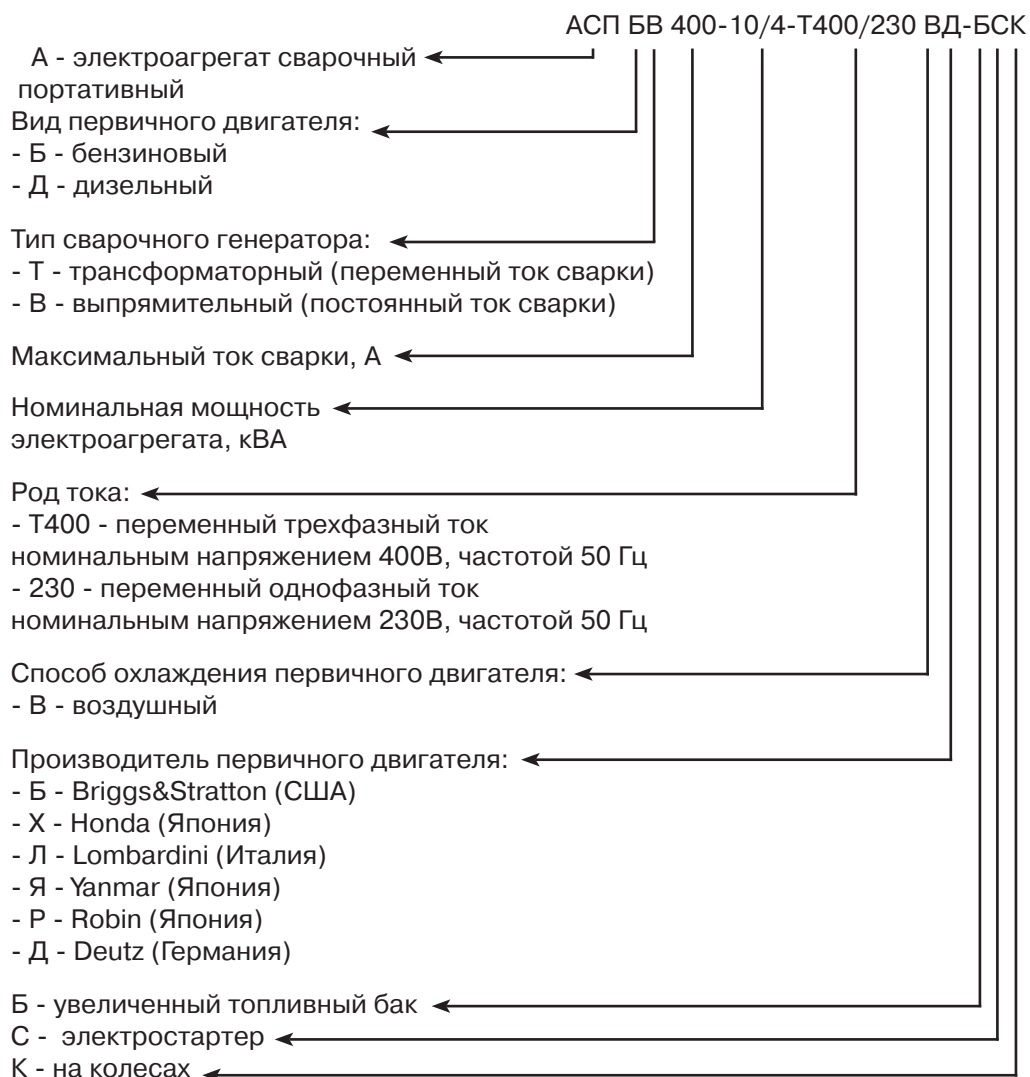 АСП БВ 400-10/4-Т400/230 ВД-БСК
А - электроагрегат сварочный
портативный
Вид первичного двигателя:
- Б - бензиновый
- Д - дизельный
Тип сварочного генератора:
- Т - трансформаторный (переменный ток сварки)
- В - выпрямительный (постоянный ток сварки)
Максимальный ток сварки, А
Номинальная мощность
электроагрегата, кВА
Род тока:
- Т400 - переменный трехфазный ток
номинальным напряжением 400В, частотой 50 Гц
- 230 - переменный однофазный ток
номинальным напряжением 230В, частотой 50 Гц
Способ охлаждения первичного двигателя:
- В - воздушный
Производитель первичного двигателя:
- Б - Briggs&Stratton (США)
- Х - Honda (Япония)
- Л - Lombardini (Италия)
- Я - Yanmar (Япония)
- Р - Robin (Япония)
- Д - Deutz (Германия)
Б - увеличенный топливный бак
С - электростартер
К - на колесах